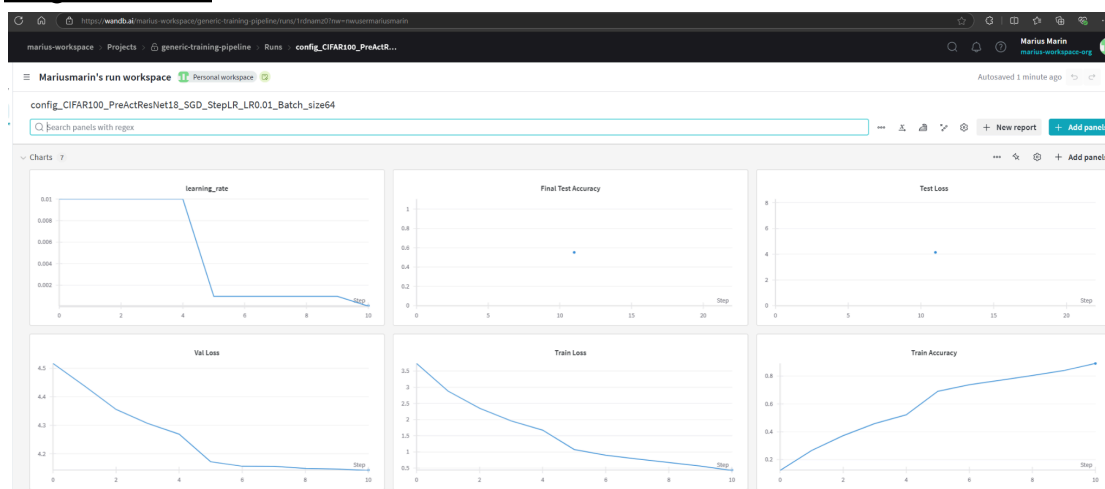 https://wandb.ai/marius-workspace/generic-training-pipeline/runs/1rdnamz0?nw=nwusermariusmarin
marius-workspace > Projects > generic-training-pipeline > Runs > config_CIFAR100_PreActR...
Marius Marin
marius-workspace-org
Mariusmarin's run workspace Personal workspace
Autosaved 1 minute ago
config_CIFAR100_PreActResNet18_SGD_StepLR_LR0.01_Batch_size64
Search panels with regex
+ New report + Add panels
Charts 7
+ Add panel
learning_rate
0.01
0.008
0.006
0.004
0.002
Step
0 2 4 6 8 10
Final Test Accuracy
1
0.8
0.6
0.4
0.2
0
Step
0 5 10 15 20
Test Loss
8
6
4
2
0
Step
0 5 10 15 20
Val Loss
4.5
4.4
4.3
4.2
Step
0 2 4 6 8 10
Train Loss
3.5
3
2.5
2
1.5
1
0.5
Step
0 2 4 6 8 10
Train Accuracy
0.8
0.6
0.4
0.2
Step
0 2 4 6 8 10